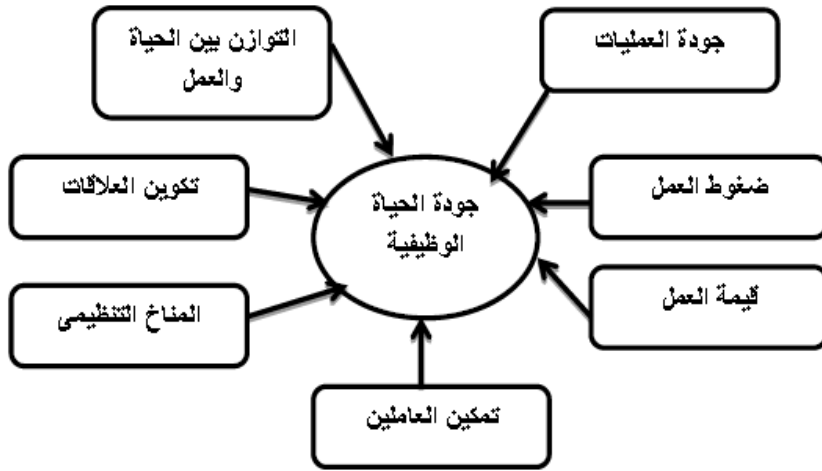 جودة العمليات
التوازن بين الحياة
والعمل
ضغوط العمل
تكوين العلاقات
جودة الحياة
الوظيفية
قيمة العمل
المناخ التنظيمى
تمكين العاملين